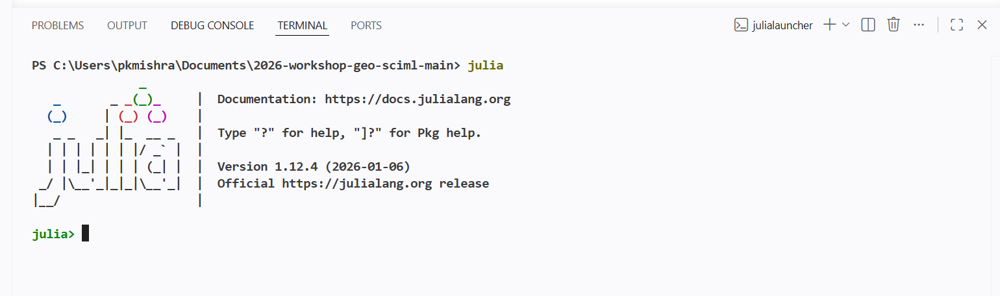 PROBLEMS OUTPUT DEBUG CONSOLE TERMINAL PORTS julialauncher
PS C:\Users\pkmishra\Documents\2026-workshop-geo-sciml-main> julia
               _
   _       _ _(_)_     |  Documentation: https://docs.julialang.org
  (_)     | (_) (_)    |
   _ _   _| |_  __ _   |  Type "?" for help, "]?" for Pkg help.
  | | | | | | |/ _` |  |
  | | |_| | | | (_| |  |  Version 1.12.4 (2026-01-06)
 _/ |\__'_|_|_|\__'_|  |  Official https://julialang.org release
|__/                   |
julia>